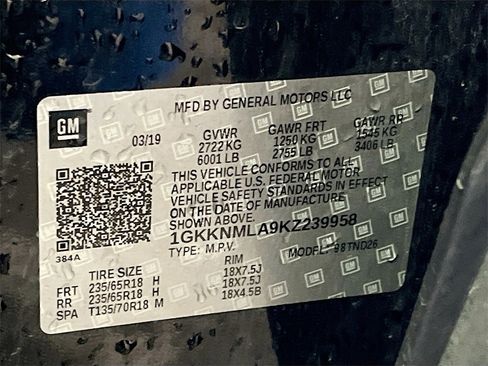 MFD BY GENERAL MOTORS LLC
GM
03/19 GVWR GAWR FRT GAWR RR
2722 KG 1250 KG 1545 KG
6001 LB 2755 LB 3406 LB
THIS VEHICLE CONFORMS TO ALL
APPLICABLE U.S. FEDERAL MOTOR
VEHICLE SAFETY STANDARDS IN EFFECT
ON THE DATE OF MANUFACTURE
SHOWN ABOVE.
1GKKNMLA9KZ239958
384A
TYPE: M.P.V. MODEL: 98TND26
TIRE SIZE RIM
FRT 235/65R18 H 18X7.5J
RR 235/65R18 H 18X7.5J
SPA T135/70R18 M 18X4.5B